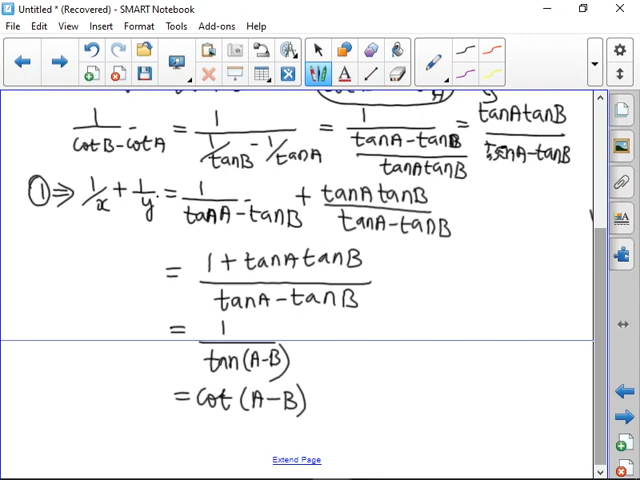 Untitled * (Recovered) - SMART Notebook
File Edit View Insert Format Tools Add-ons Help
1/(cotB - cotA) = 1/(1/tanB - 1/tanA) = 1/((tanA - tanB)/(tanA tanB)) = (tanA tanB)/(tanA - tanB)
① ⇒ 1/x + 1/y = 1/(tanA - tanB) + (tanA tanB)/(tanA - tanB)
= (1 + tanA tanB)/(tanA - tanB)
= 1/(tan(A-B))
= cot(A-B)
Extend Page